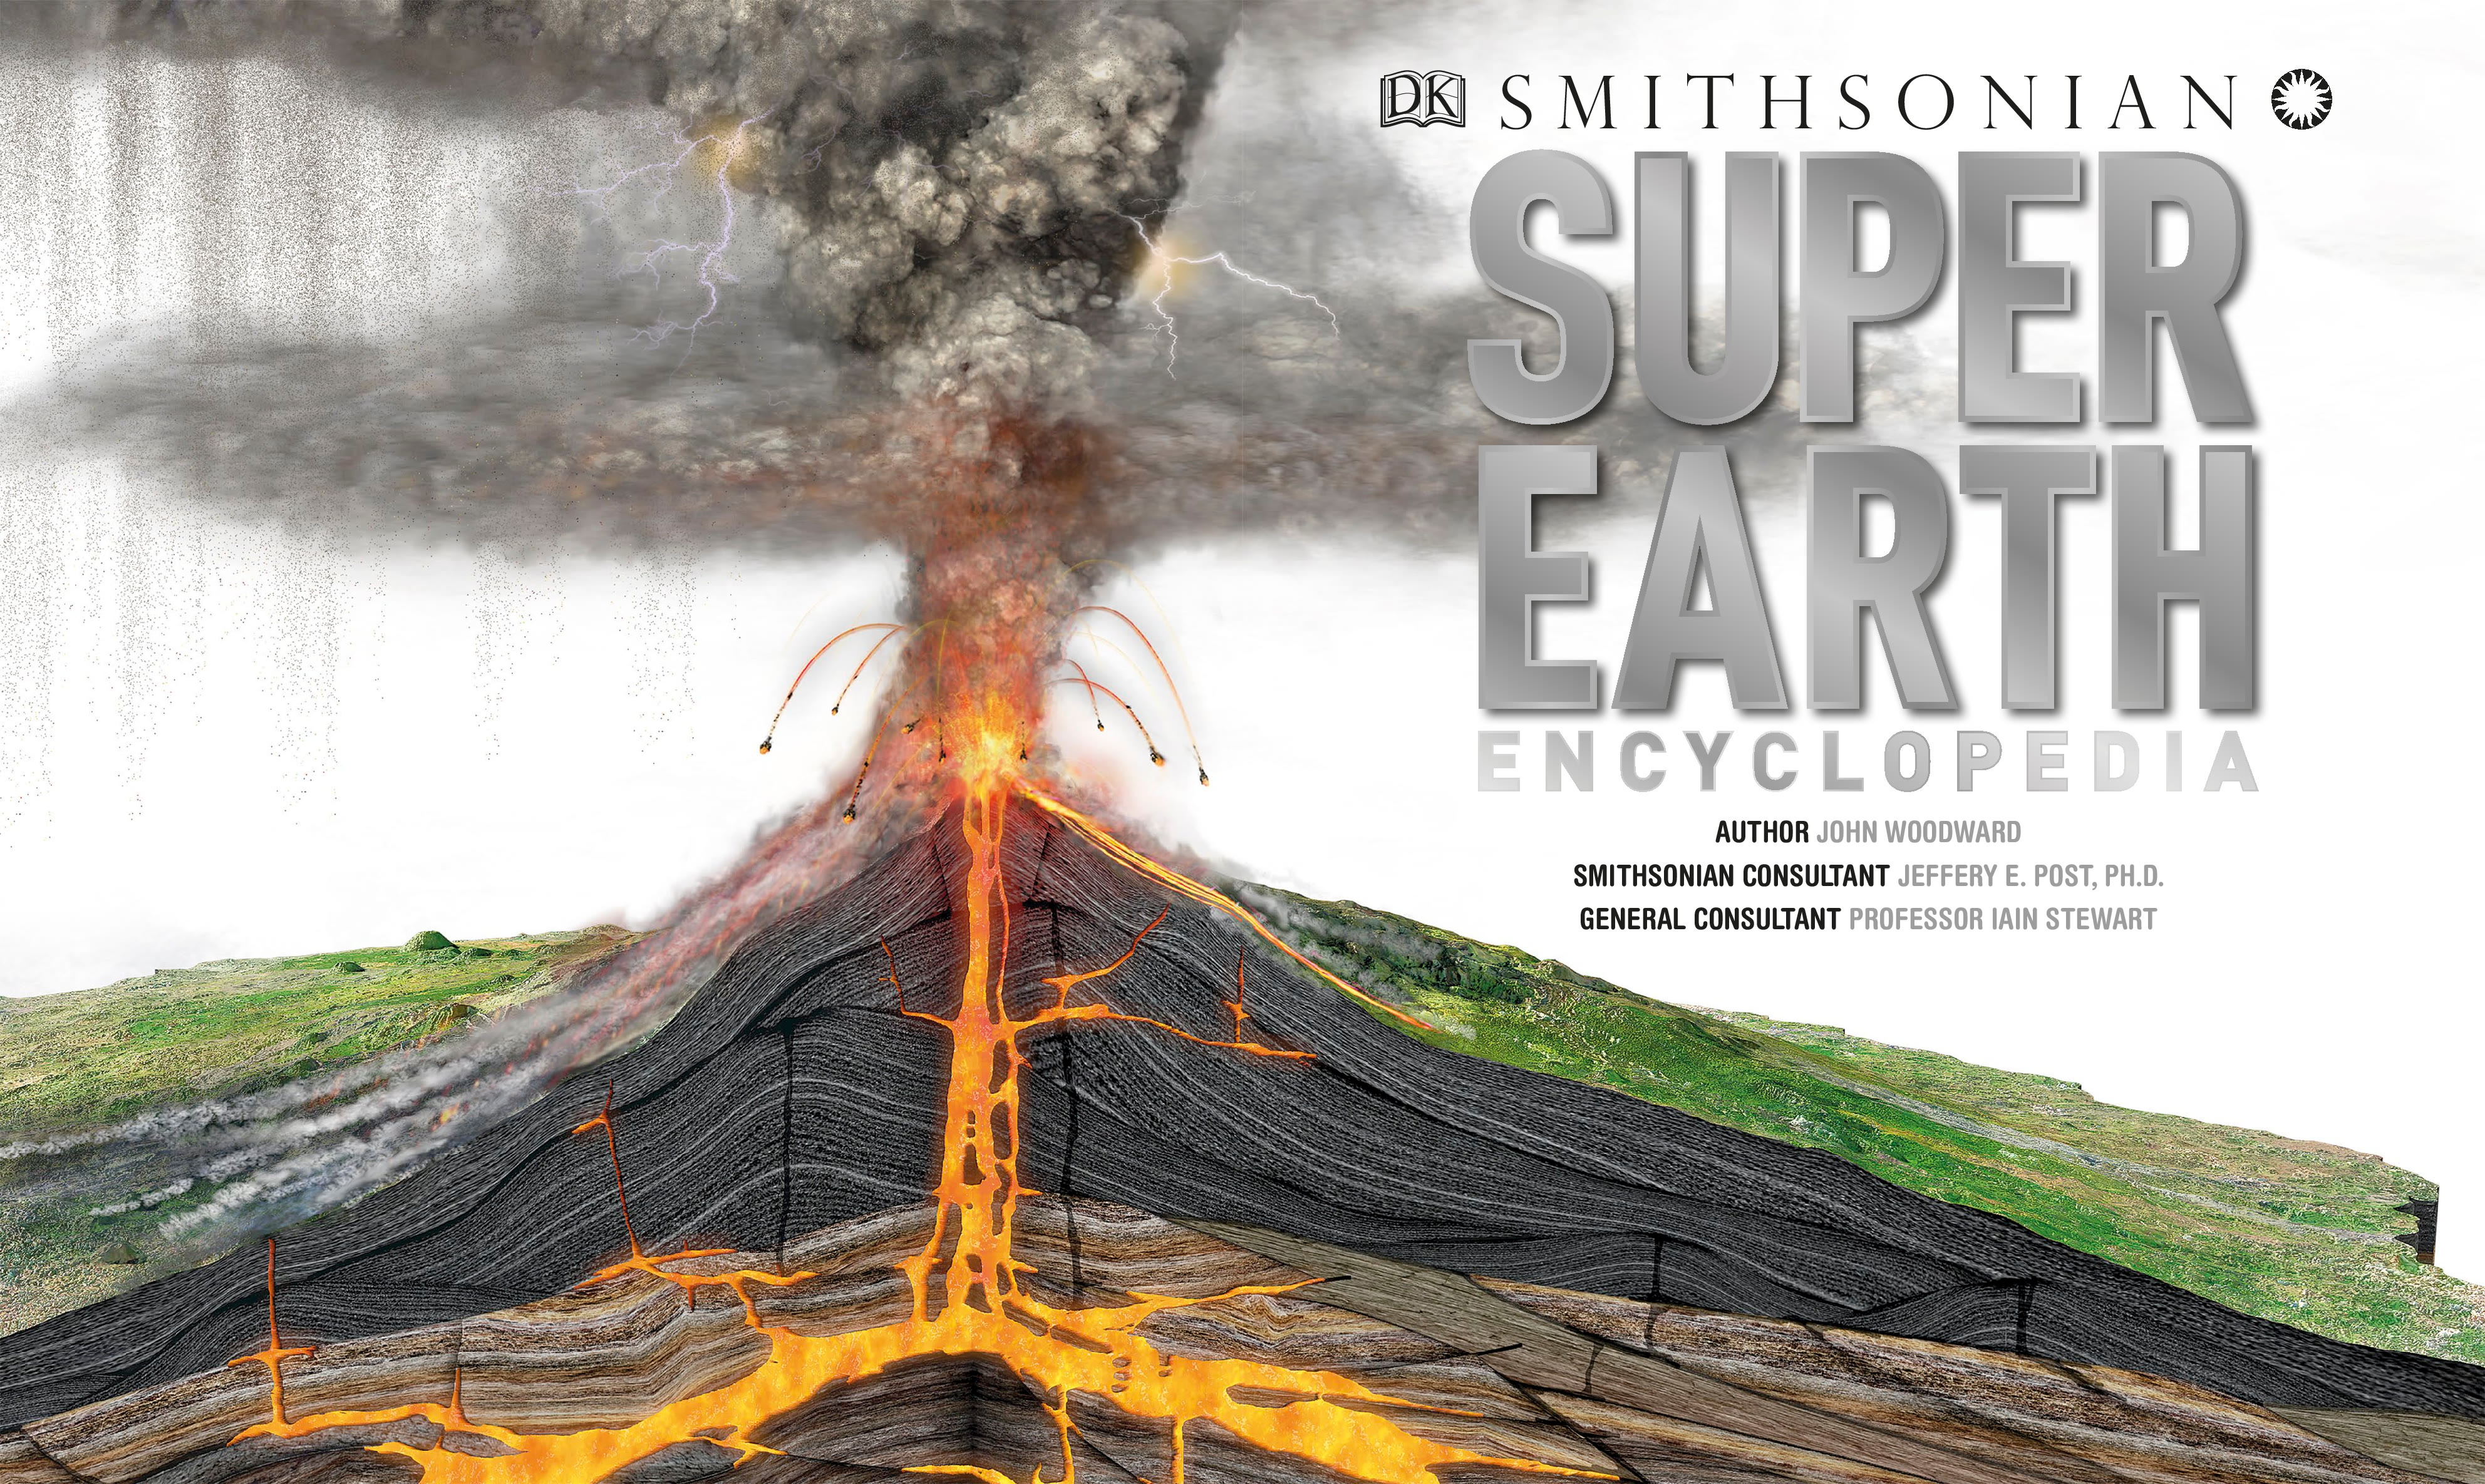 DK SMITHSONIAN
SUPER
EARTH
ENCYCLOPEDIA
AUTHOR JOHN WOODWARD
SMITHSONIAN CONSULTANT JEFFERY E. POST, PH.D.
GENERAL CONSULTANT PROFESSOR IAIN STEWART